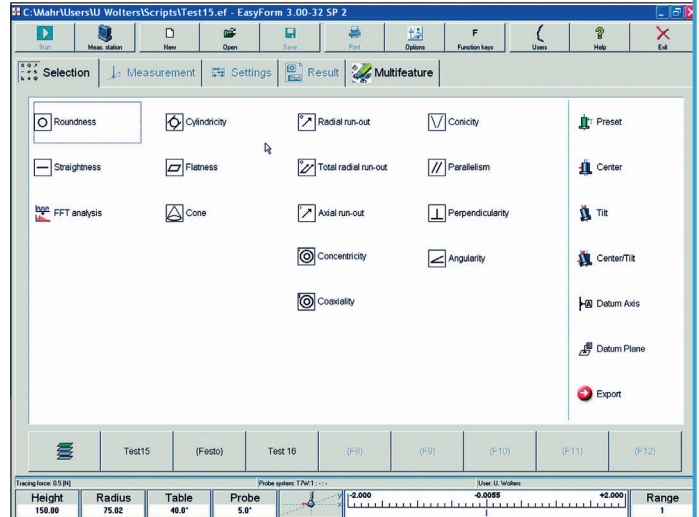 C:\Mahr\Users\U Wolters\Scripts\Test15.ef - EasyForm 3.00-32 SP 2
Start Meas. station New Open Save Print Options Function keys Users Help Exit
F
Selection Measurement Settings Result Multifeature
Roundness Cylindricity Radial run-out Conicity Preset
Straightness Flatness Total radial run-out Parallelism Center
FFT analysis Cone Axial run-out Perpendicularity Tilt
Concentricity Angularity Center/Tilt
Coaxiality Datum Axis
Datum Plane
Export
Test15 (Festo) Test 16 (F8) (F9) (F10) (F11) (F12)
Tracing force: 0.5 [N] Probe system: T7W:1 : -:- User: U. Wolters
Height Radius Table Probe -2.000 -0.0055 +2.000 Range
150.00 75.02 40.0° 5.0° 1